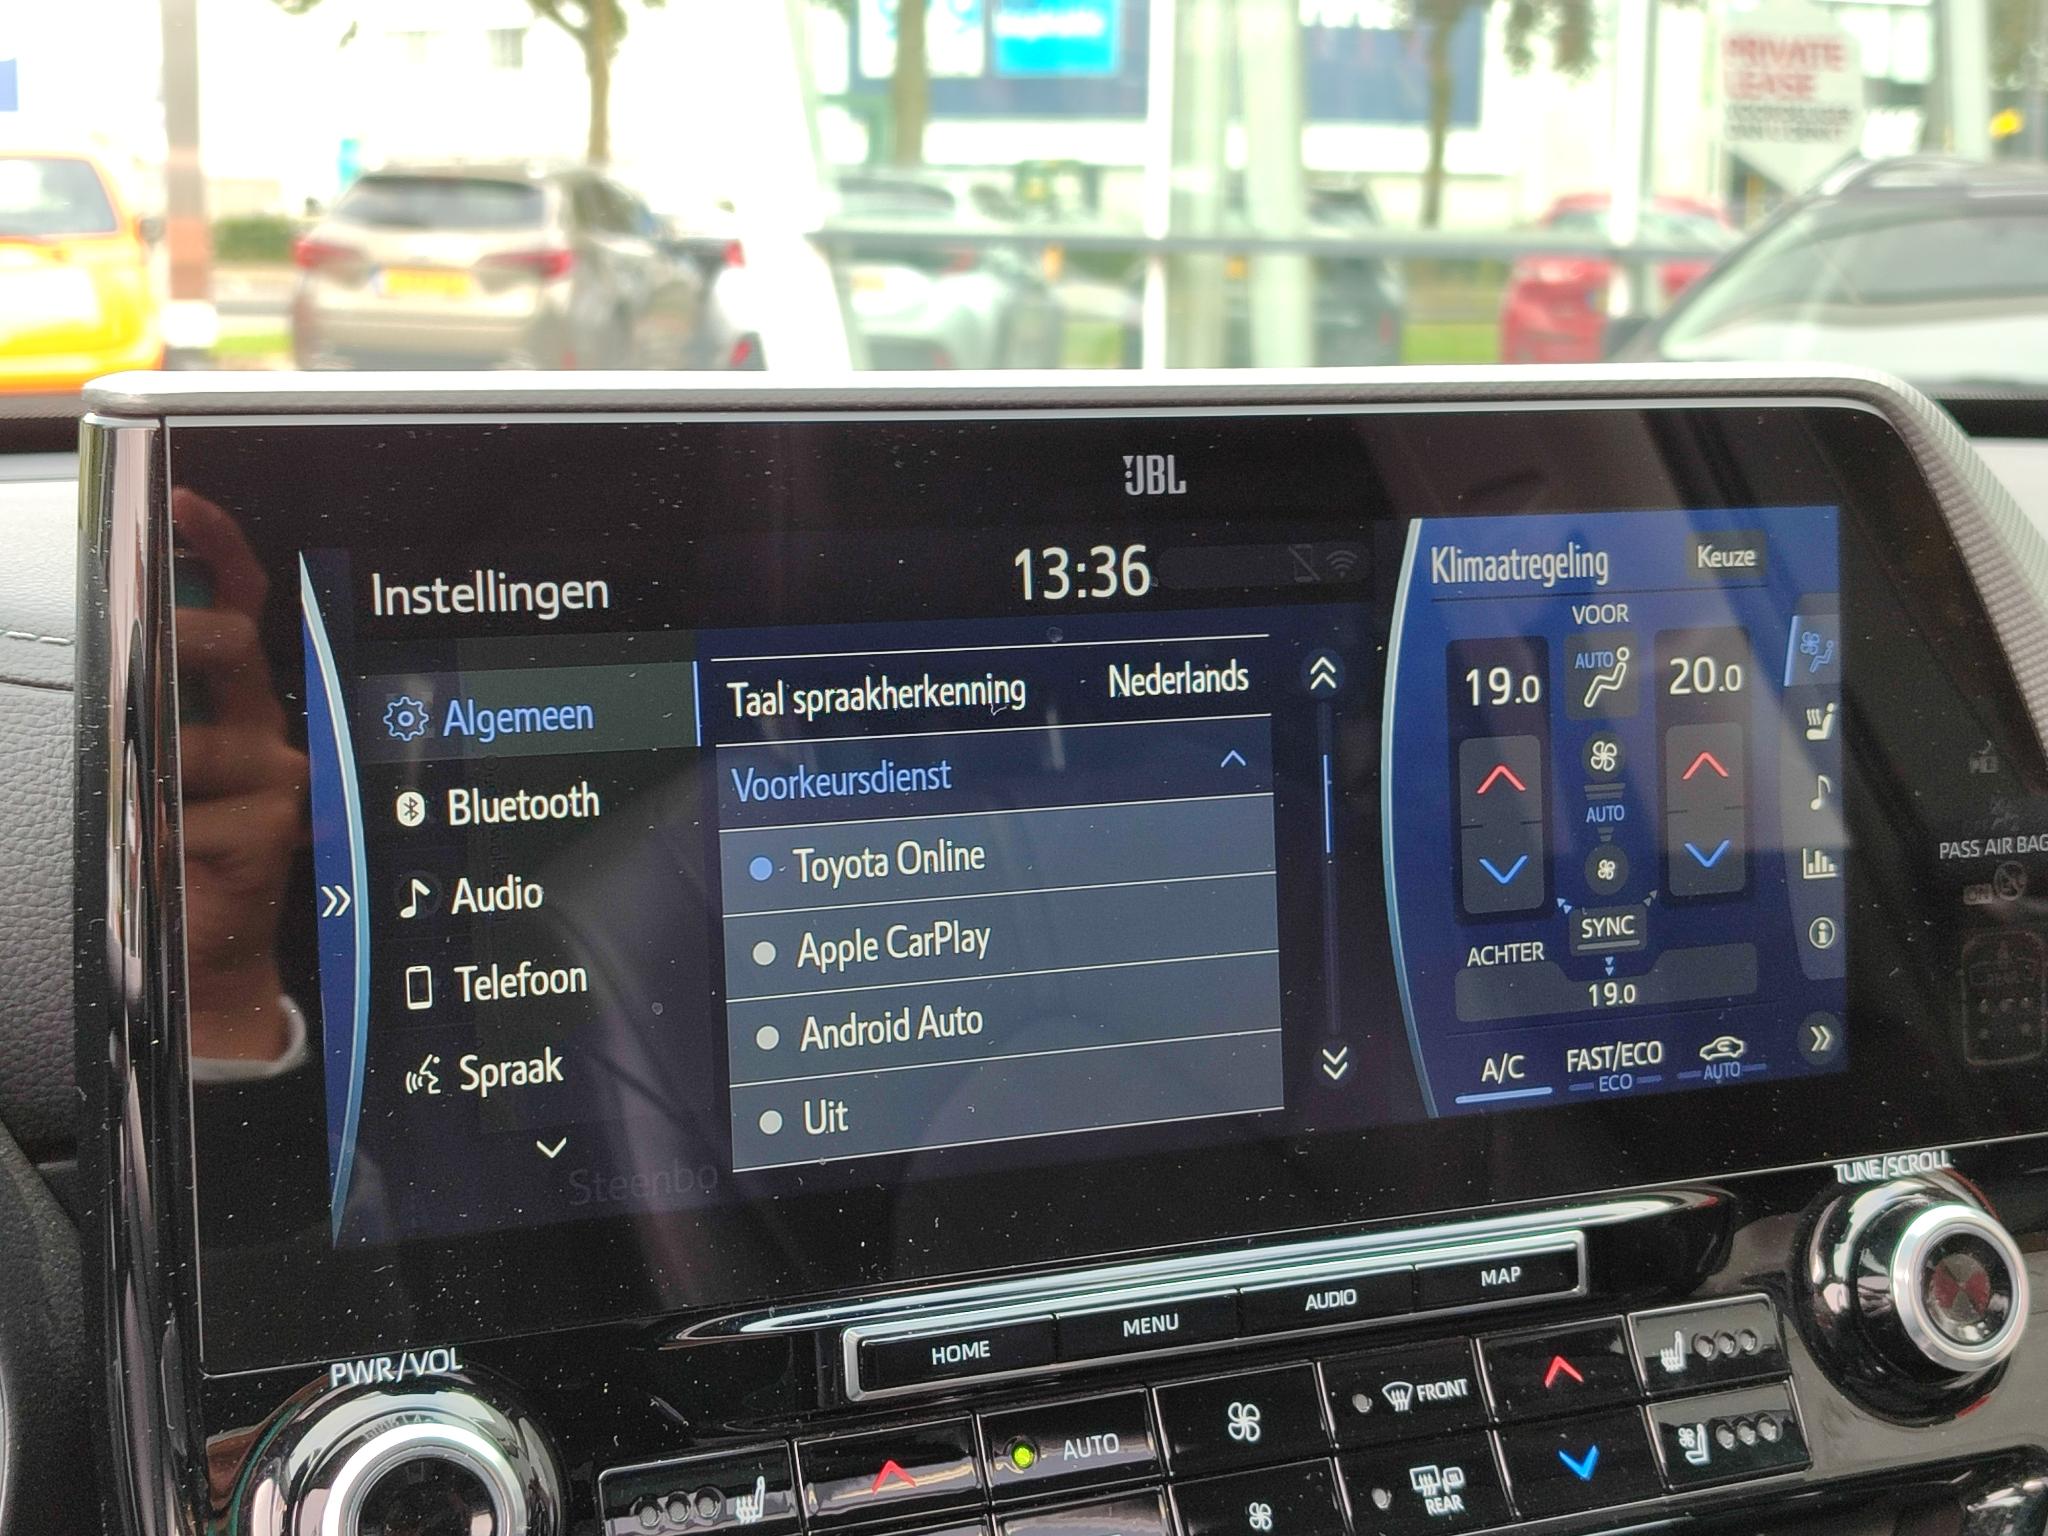 PRIVATE
LEASE
JBL
Instellingen
13:36
Algemeen
Bluetooth
Audio
Telefoon
Spraak
Taal spraakherkenning Nederlands
Voorkeursdienst
Toyota Online
Apple CarPlay
Android Auto
Uit
Klimaatregeling Keuze
VOOR
19.0 AUTO 20.0
AUTO
SYNC
ACHTER
19.0
A/C FAST/ECO AUTO
ECO
PASS AIR BAG
ON
Steenbo
TUNE/SCROLL
PWR/VOL
HOME MENU AUDIO MAP
AUTO
FRONT
REAR